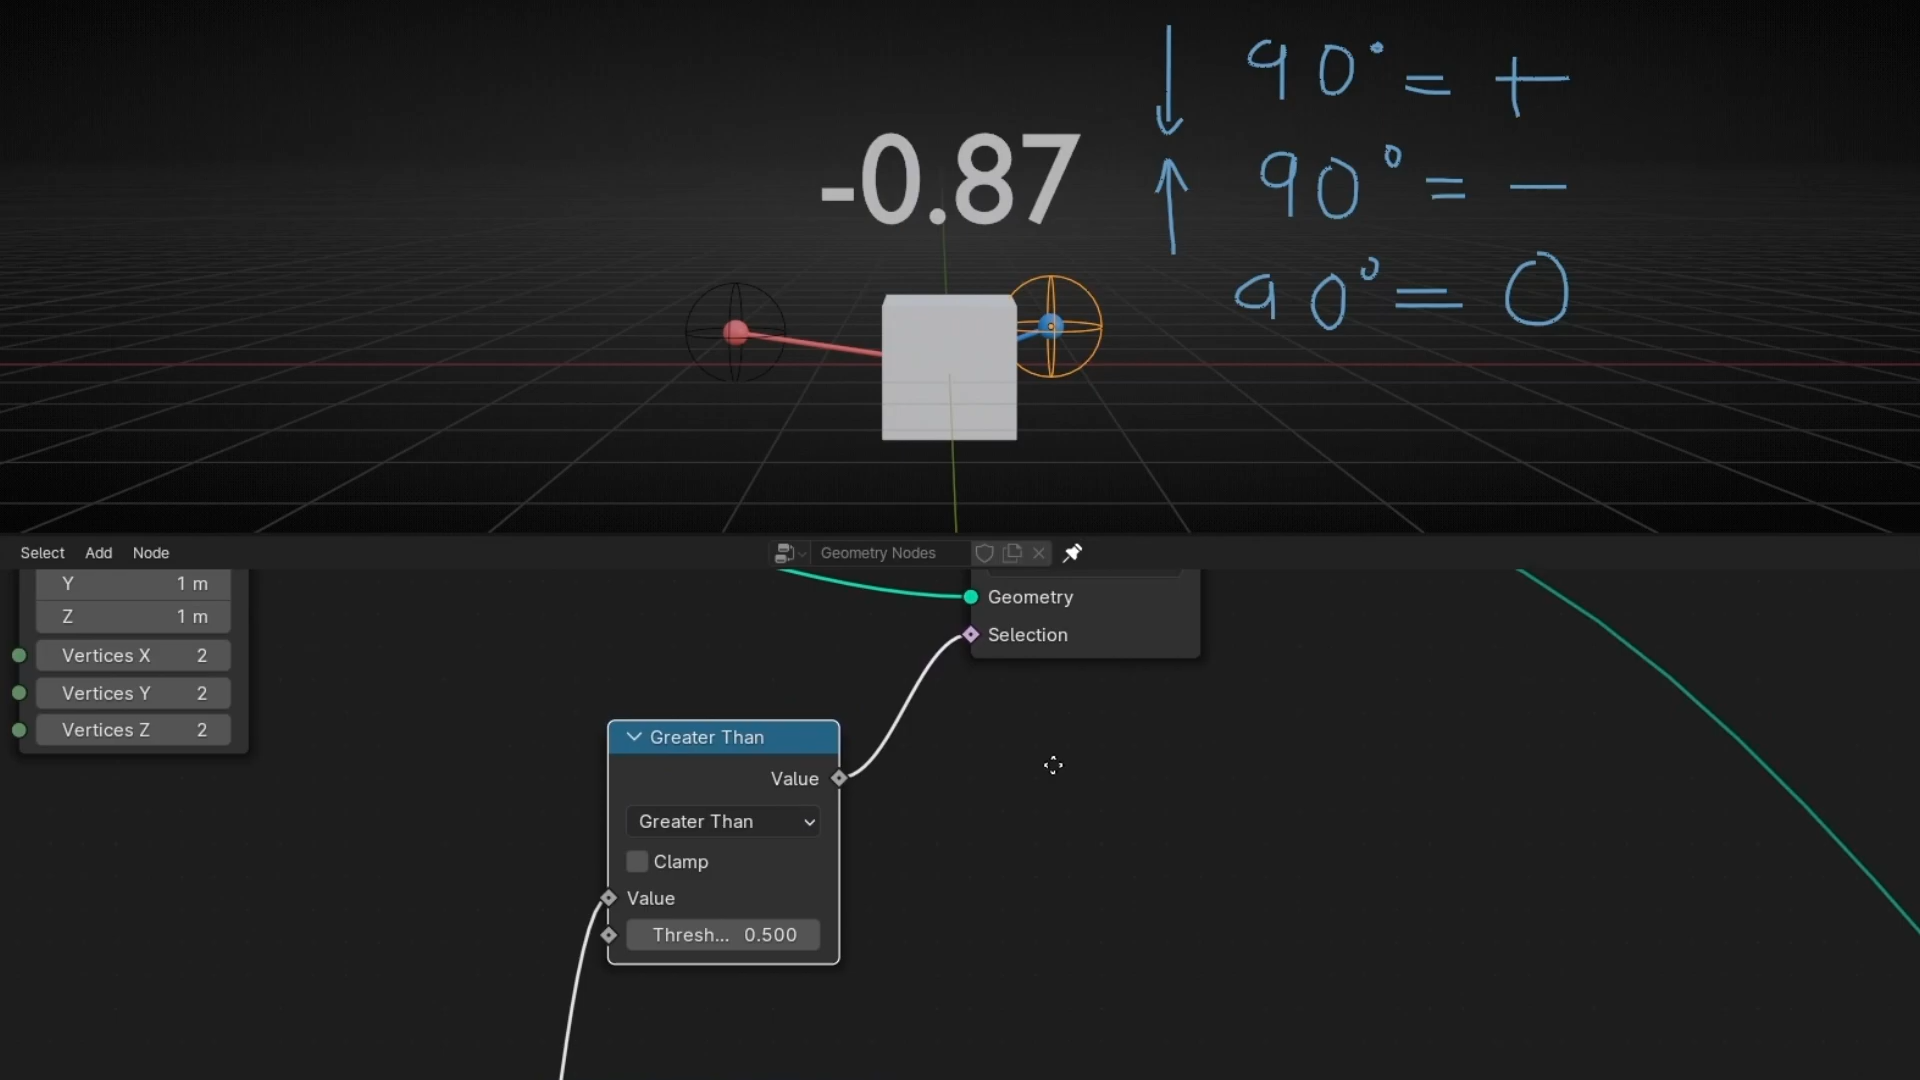 ↓ 90° = +
-0.87
↑ 90° = -
90° = 0
Select Add Node
Geometry Nodes
Y 1 m
Z 1 m
Vertices X 2
Vertices Y 2
Vertices Z 2
Geometry
Selection
Greater Than
Value
Greater Than
Clamp
Value
Thresh... 0.500